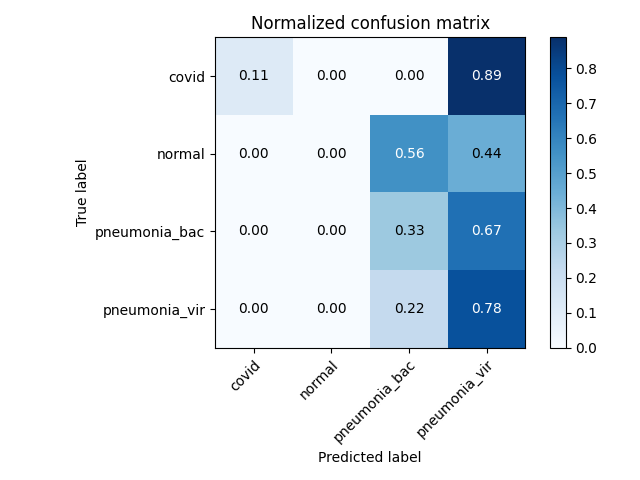 Normalized confusion matrix
True label
covid 0.11 0.00 0.00 0.89
normal 0.00 0.00 0.56 0.44
pneumonia_bac 0.00 0.00 0.33 0.67
pneumonia_vir 0.00 0.00 0.22 0.78
covid normal pneumonia_bac pneumonia_vir
Predicted label
0.8
0.7
0.6
0.5
0.4
0.3
0.2
0.1
0.0